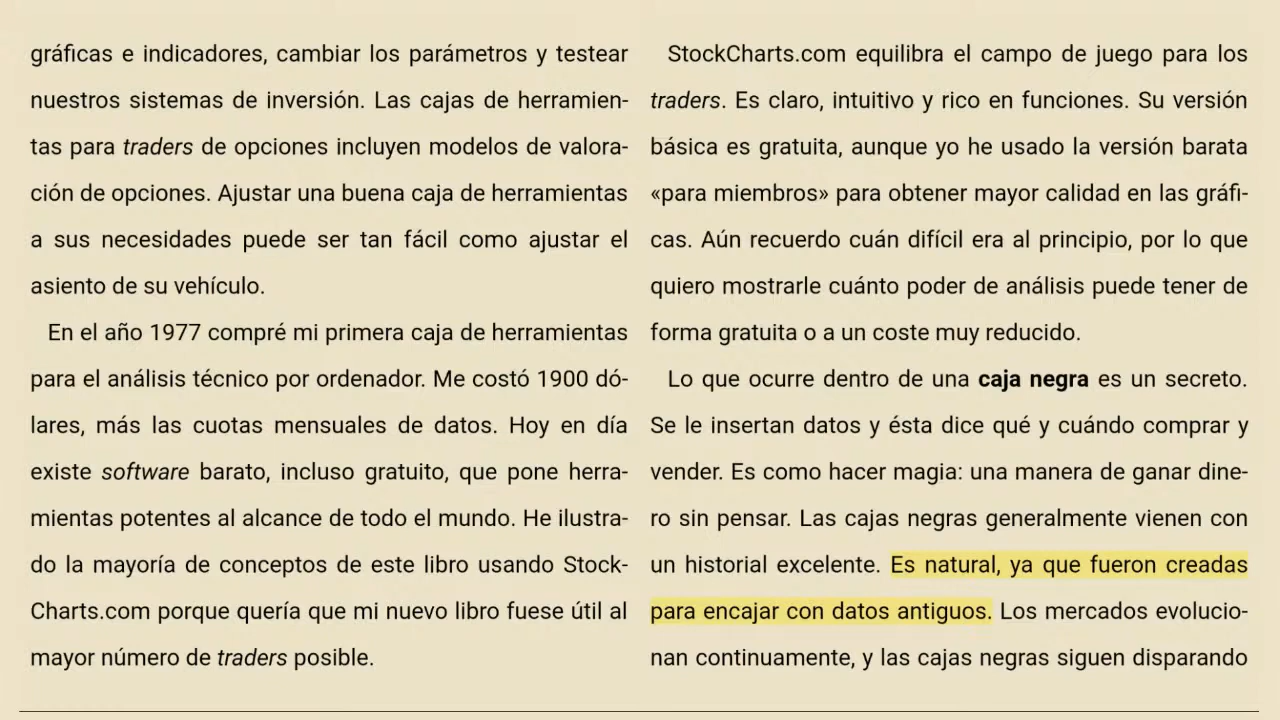 gráficas e indicadores, cambiar los parámetros y testear
nuestros sistemas de inversión. Las cajas de herramien-
tas para traders de opciones incluyen modelos de valora-
ción de opciones. Ajustar una buena caja de herramientas
a sus necesidades puede ser tan fácil como ajustar el
asiento de su vehículo.
En el año 1977 compré mi primera caja de herramientas
para el análisis técnico por ordenador. Me costó 1900 dó-
lares, más las cuotas mensuales de datos. Hoy en día
existe software barato, incluso gratuito, que pone herra-
mientas potentes al alcance de todo el mundo. He ilustra-
do la mayoría de conceptos de este libro usando Stock-
Charts.com porque quería que mi nuevo libro fuese útil al
mayor número de traders posible.
StockCharts.com equilibra el campo de juego para los
traders. Es claro, intuitivo y rico en funciones. Su versión
básica es gratuita, aunque yo he usado la versión barata
«para miembros» para obtener mayor calidad en las gráfi-
cas. Aún recuerdo cuán difícil era al principio, por lo que
quiero mostrarle cuánto poder de análisis puede tener de
forma gratuita o a un coste muy reducido.
Lo que ocurre dentro de una caja negra es un secreto.
Se le insertan datos y ésta dice qué y cuándo comprar y
vender. Es como hacer magia: una manera de ganar dine-
ro sin pensar. Las cajas negras generalmente vienen con
un historial excelente. Es natural, ya que fueron creadas
para encajar con datos antiguos. Los mercados evolucio-
nan continuamente, y las cajas negras siguen disparando